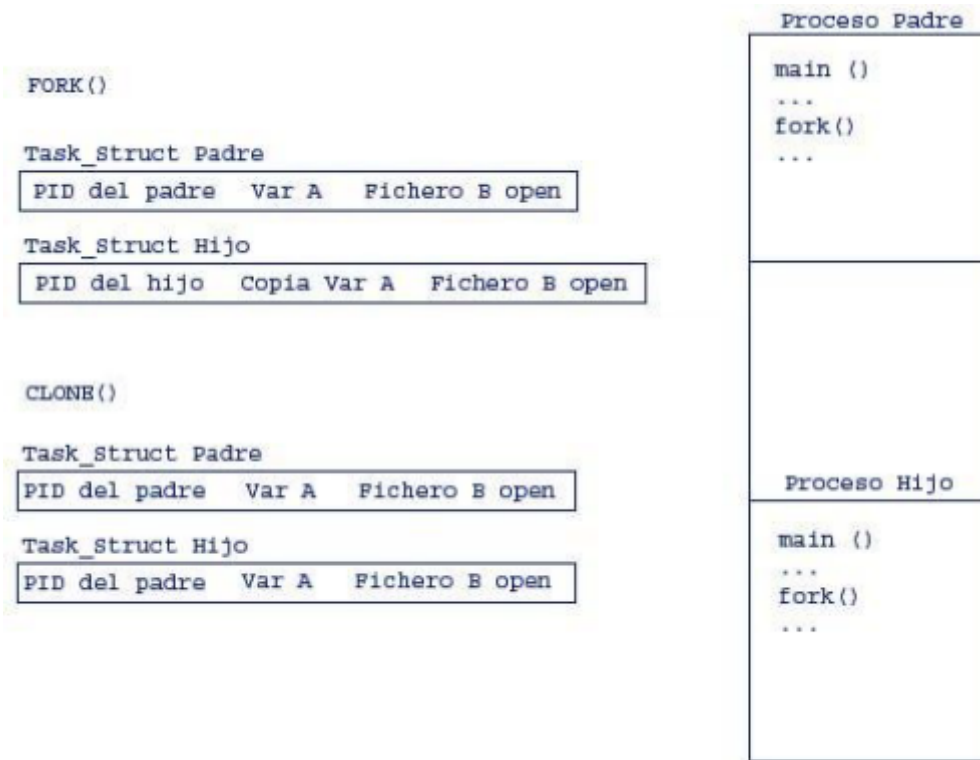 FORK()
Task_Struct Padre
PID del padre Var A Fichero B open
Task_Struct Hijo
PID del hijo Copia Var A Fichero B open
CLONE()
Task_Struct Padre
PID del padre Var A Fichero B open
Task_Struct Hijo
PID del padre Var A Fichero B open
Proceso Padre
main ()
...
fork()
...
Proceso Hijo
main ()
...
fork()
...